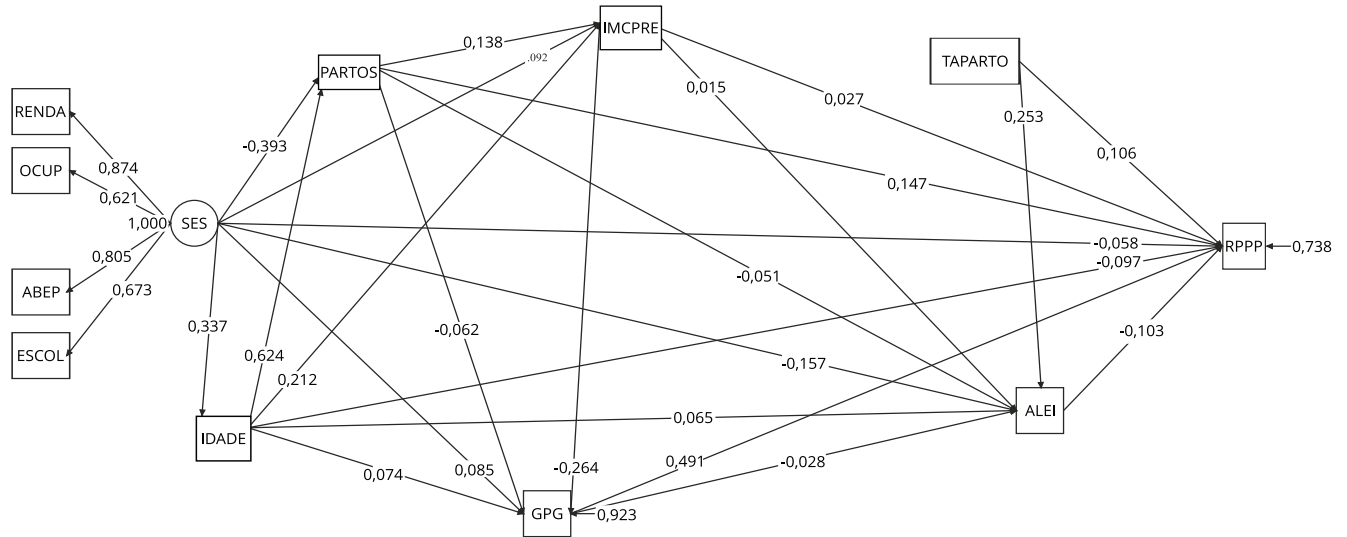 IMCPRE
0,138
TAPARTO
.092
PARTOS
0,015
0,027
RENDA
0,253
-0,393
0,106
0,874
OCUP
0,147
0,621
1,000
SES
-0,058
RPPP
0,738
0,805
-0,097
-0,051
ABEP
0,673
0,337
-0,062
-0,103
ESCOL
0,624
-0,157
0,212
ALEI
0,065
IDADE
0,074
0,085
-0,264
0,491
-0,028
GPG
0,923